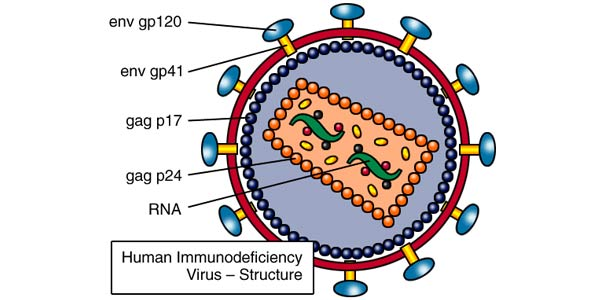 env gp120
env gp41
gag p17
gag p24
RNA
Human Immunodeficiency
Virus – Structure